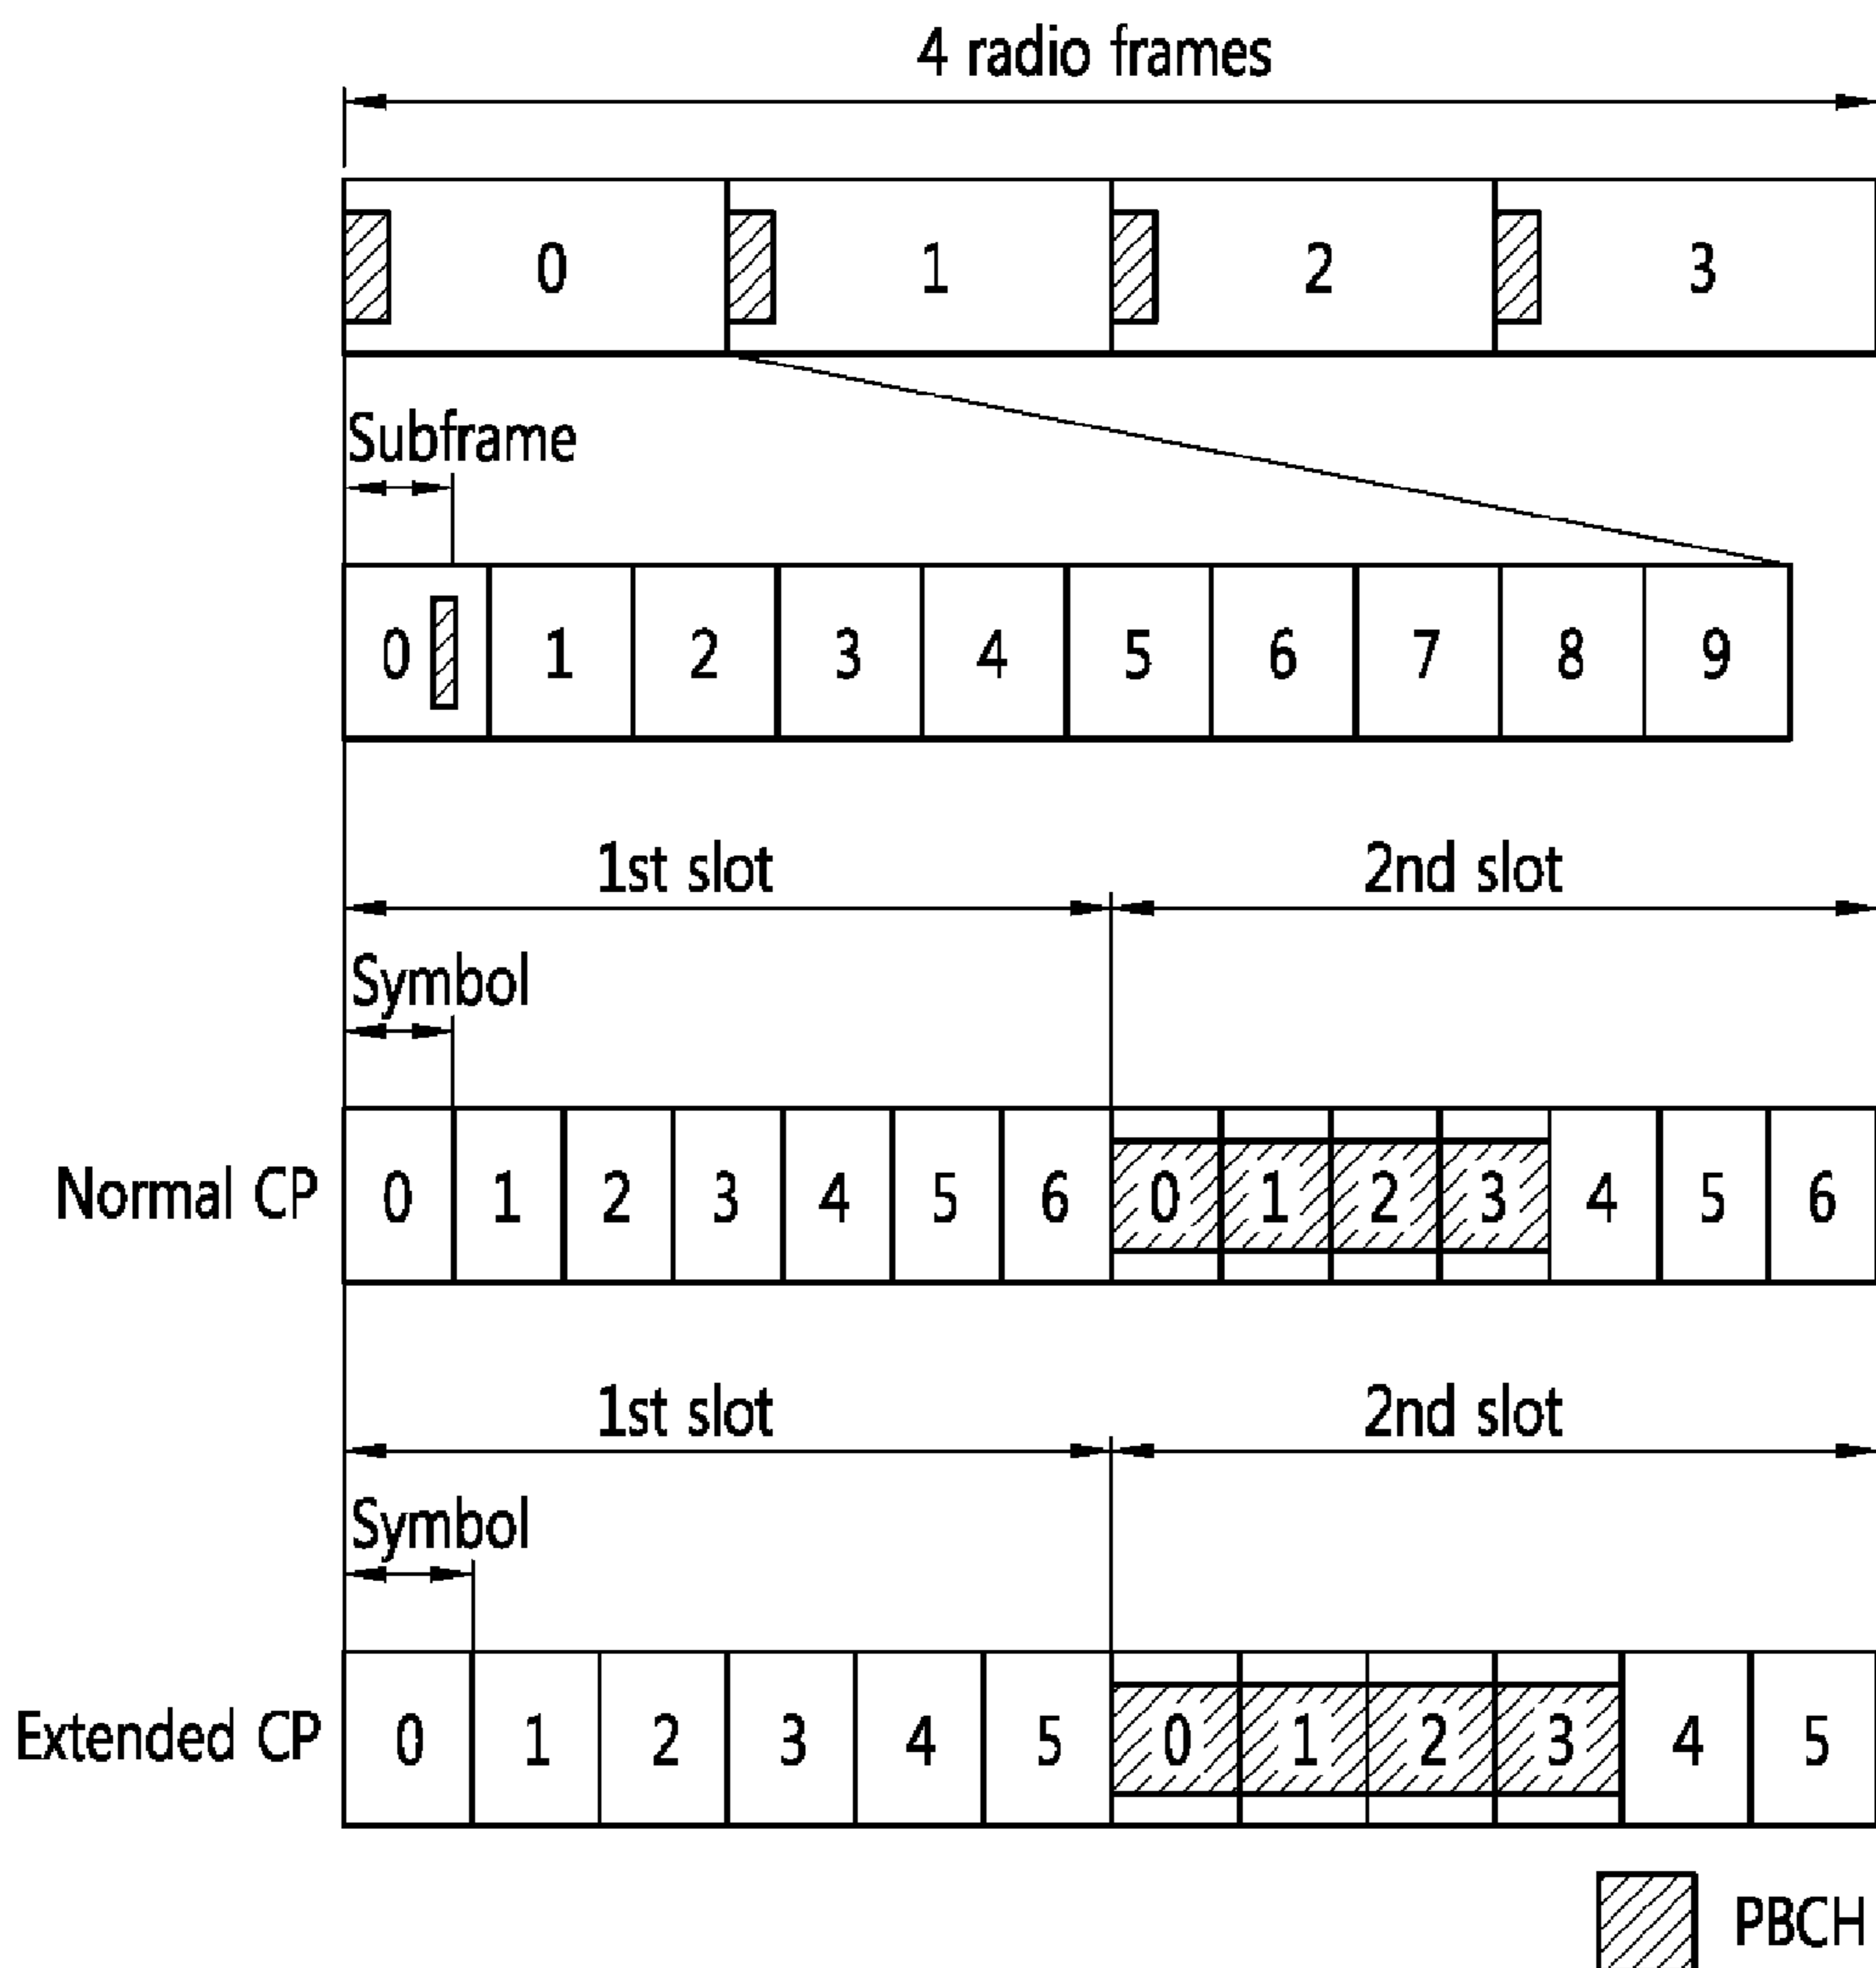 4 radio frames
0 1 2 3
Subframe
0 1 2 3 4 5 6 7 8 9
1st slot 2nd slot
Symbol
Normal CP 0 1 2 3 4 5 6 0 1 2 3 4 5 6
1st slot 2nd slot
Symbol
Extended CP 0 1 2 3 4 5 0 1 2 3 4 5
PBCH